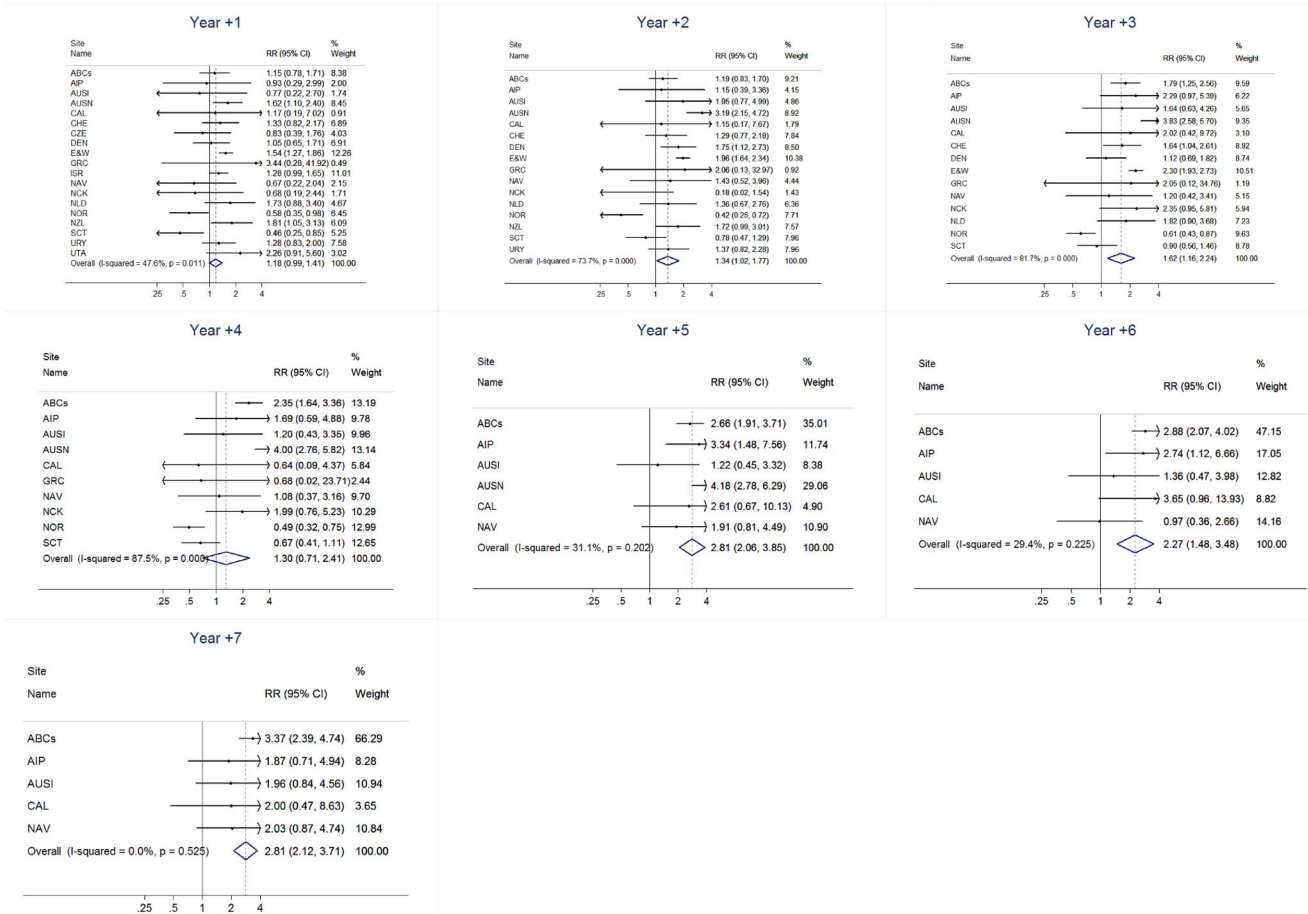 Year +1
Site
Name RR (95% CI) % Weight
ABCs 1.15 (0.78, 1.71) 8.38
AIP 0.93 (0.29, 2.99) 2.00
AUSI 0.77 (0.22, 2.70) 1.74
AUSN 1.62 (1.10, 2.40) 8.45
CAL 1.17 (0.19, 7.02) 0.91
CHE 1.33 (0.82, 2.17) 6.89
CZE 0.83 (0.39, 1.76) 4.03
DEN 1.05 (0.65, 1.71) 6.91
E&W 1.54 (1.27, 1.86) 12.26
GRC 3.44 (0.28, 41.92) 0.49
ISR 1.28 (0.99, 1.65) 11.01
NAV 0.67 (0.22, 2.04) 2.15
NCK 0.68 (0.19, 2.44) 1.71
NLD 1.73 (0.88, 3.40) 4.67
NOR 0.58 (0.35, 0.98) 6.45
NZL 1.81 (1.05, 3.13) 6.09
SCT 0.46 (0.25, 0.85) 5.25
URY 1.28 (0.83, 2.00) 7.58
UTA 2.26 (0.91, 5.60) 3.02
Overall (I-squared = 47.6%, p = 0.011) 1.18 (0.99, 1.41) 100.00
.25 .5 1 2 4
Year +2
Site
Name RR (95% CI) % Weight
ABCs 1.19 (0.83, 1.70) 9.21
AIP 1.15 (0.39, 3.36) 4.15
AUSI 1.95 (0.77, 4.99) 4.86
AUSN 3.19 (2.15, 4.72) 8.92
CAL 1.15 (0.17, 7.67) 1.79
CHE 1.29 (0.77, 2.18) 7.84
DEN 1.75 (1.12, 2.73) 8.50
E&W 1.96 (1.64, 2.34) 10.38
GRC 2.06 (0.13, 32.97) 0.92
NAV 1.43 (0.52, 3.96) 4.44
NCK 0.18 (0.02, 1.54) 1.43
NLD 1.36 (0.67, 2.76) 6.36
NOR 0.42 (0.25, 0.72) 7.71
NZL 1.72 (0.99, 3.01) 7.57
SCT 0.78 (0.47, 1.29) 7.96
URY 1.37 (0.82, 2.28) 7.96
Overall (I-squared = 73.7%, p = 0.000) 1.34 (1.02, 1.77) 100.00
.25 .5 1 2 4
Year +3
Site
Name RR (95% CI) % Weight
ABCs 1.79 (1.25, 2.56) 9.59
AIP 2.29 (0.97, 5.39) 6.22
AUSI 1.64 (0.63, 4.26) 5.65
AUSN 3.83 (2.58, 5.70) 9.35
CAL 2.02 (0.42, 9.72) 3.10
CHE 1.64 (1.04, 2.61) 8.92
DEN 1.12 (0.69, 1.82) 8.74
E&W 2.30 (1.93, 2.73) 10.51
GRC 2.05 (0.12, 34.76) 1.19
NAV 1.20 (0.42, 3.41) 5.15
NCK 2.35 (0.95, 5.81) 5.94
NLD 1.82 (0.90, 3.68) 7.23
NOR 0.61 (0.43, 0.87) 9.63
SCT 0.90 (0.56, 1.46) 8.78
Overall (I-squared = 81.7%, p = 0.000) 1.62 (1.16, 2.24) 100.00
.25 .5 1 2 4
Year +4
Site %
Name RR (95% CI) Weight
ABCs 2.35 (1.64, 3.36) 13.19
AIP 1.69 (0.59, 4.88) 9.78
AUSI 1.20 (0.43, 3.35) 9.96
AUSN 4.00 (2.76, 5.82) 13.14
CAL 0.64 (0.09, 4.37) 5.84
GRC 0.68 (0.02, 23.71) 2.44
NAV 1.08 (0.37, 3.16) 9.70
NCK 1.99 (0.76, 5.23) 10.29
NOR 0.49 (0.32, 0.75) 12.99
SCT 0.67 (0.41, 1.11) 12.65
Overall (I-squared = 87.5%, p = 0.000) 1.30 (0.71, 2.41) 100.00
.25 .5 1 2 4
Year +5
Site %
Name RR (95% CI) Weight
ABCs 2.66 (1.91, 3.71) 35.01
AIP 3.34 (1.48, 7.56) 11.74
AUSI 1.22 (0.45, 3.32) 8.38
AUSN 4.18 (2.78, 6.29) 29.06
CAL 2.61 (0.67, 10.13) 4.90
NAV 1.91 (0.81, 4.49) 10.90
Overall (I-squared = 31.1%, p = 0.202) 2.81 (2.06, 3.85) 100.00
.25 .5 1 2 4
Year +6
Site %
Name RR (95% CI) Weight
ABCs 2.88 (2.07, 4.02) 47.15
AIP 2.74 (1.12, 6.66) 17.05
AUSI 1.36 (0.47, 3.98) 12.82
CAL 3.65 (0.96, 13.93) 8.82
NAV 0.97 (0.36, 2.66) 14.16
Overall (I-squared = 29.4%, p = 0.225) 2.27 (1.48, 3.48) 100.00
.25 .5 1 2 4
Year +7
Site %
Name RR (95% CI) Weight
ABCs 3.37 (2.39, 4.74) 66.29
AIP 1.87 (0.71, 4.94) 8.28
AUSI 1.96 (0.84, 4.56) 10.94
CAL 2.00 (0.47, 8.63) 3.65
NAV 2.03 (0.87, 4.74) 10.84
Overall (I-squared = 0.0%, p = 0.525) 2.81 (2.12, 3.71) 100.00
.25 .5 1 2 4